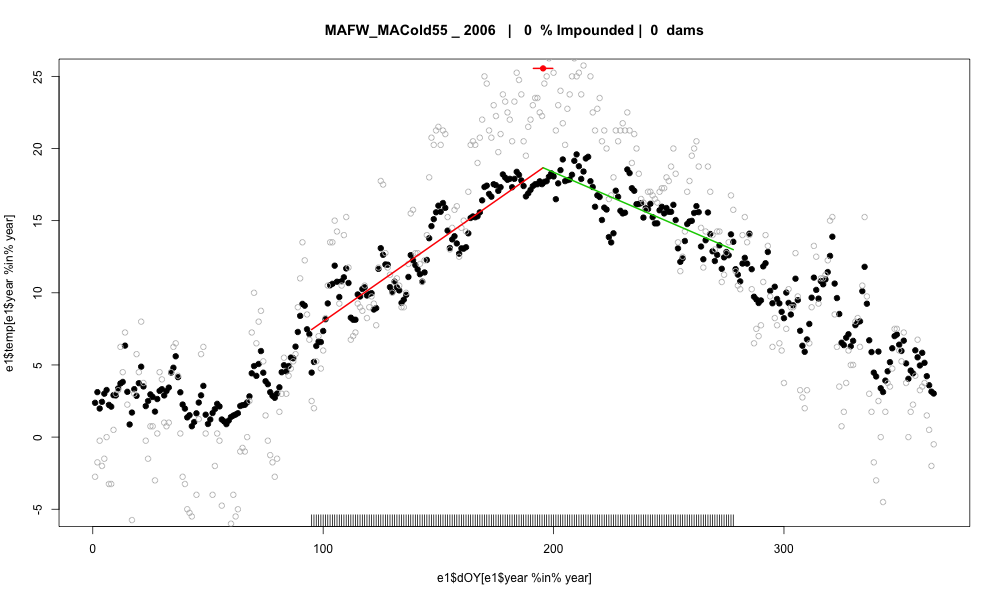 MAFW_MACold55 _ 2006 | 0 % Impounded | 0 dams
e1$temp[e1$year %in% year]
25
20
15
10
5
0
-5
0 100 200 300
e1$dOY[e1$year %in% year]